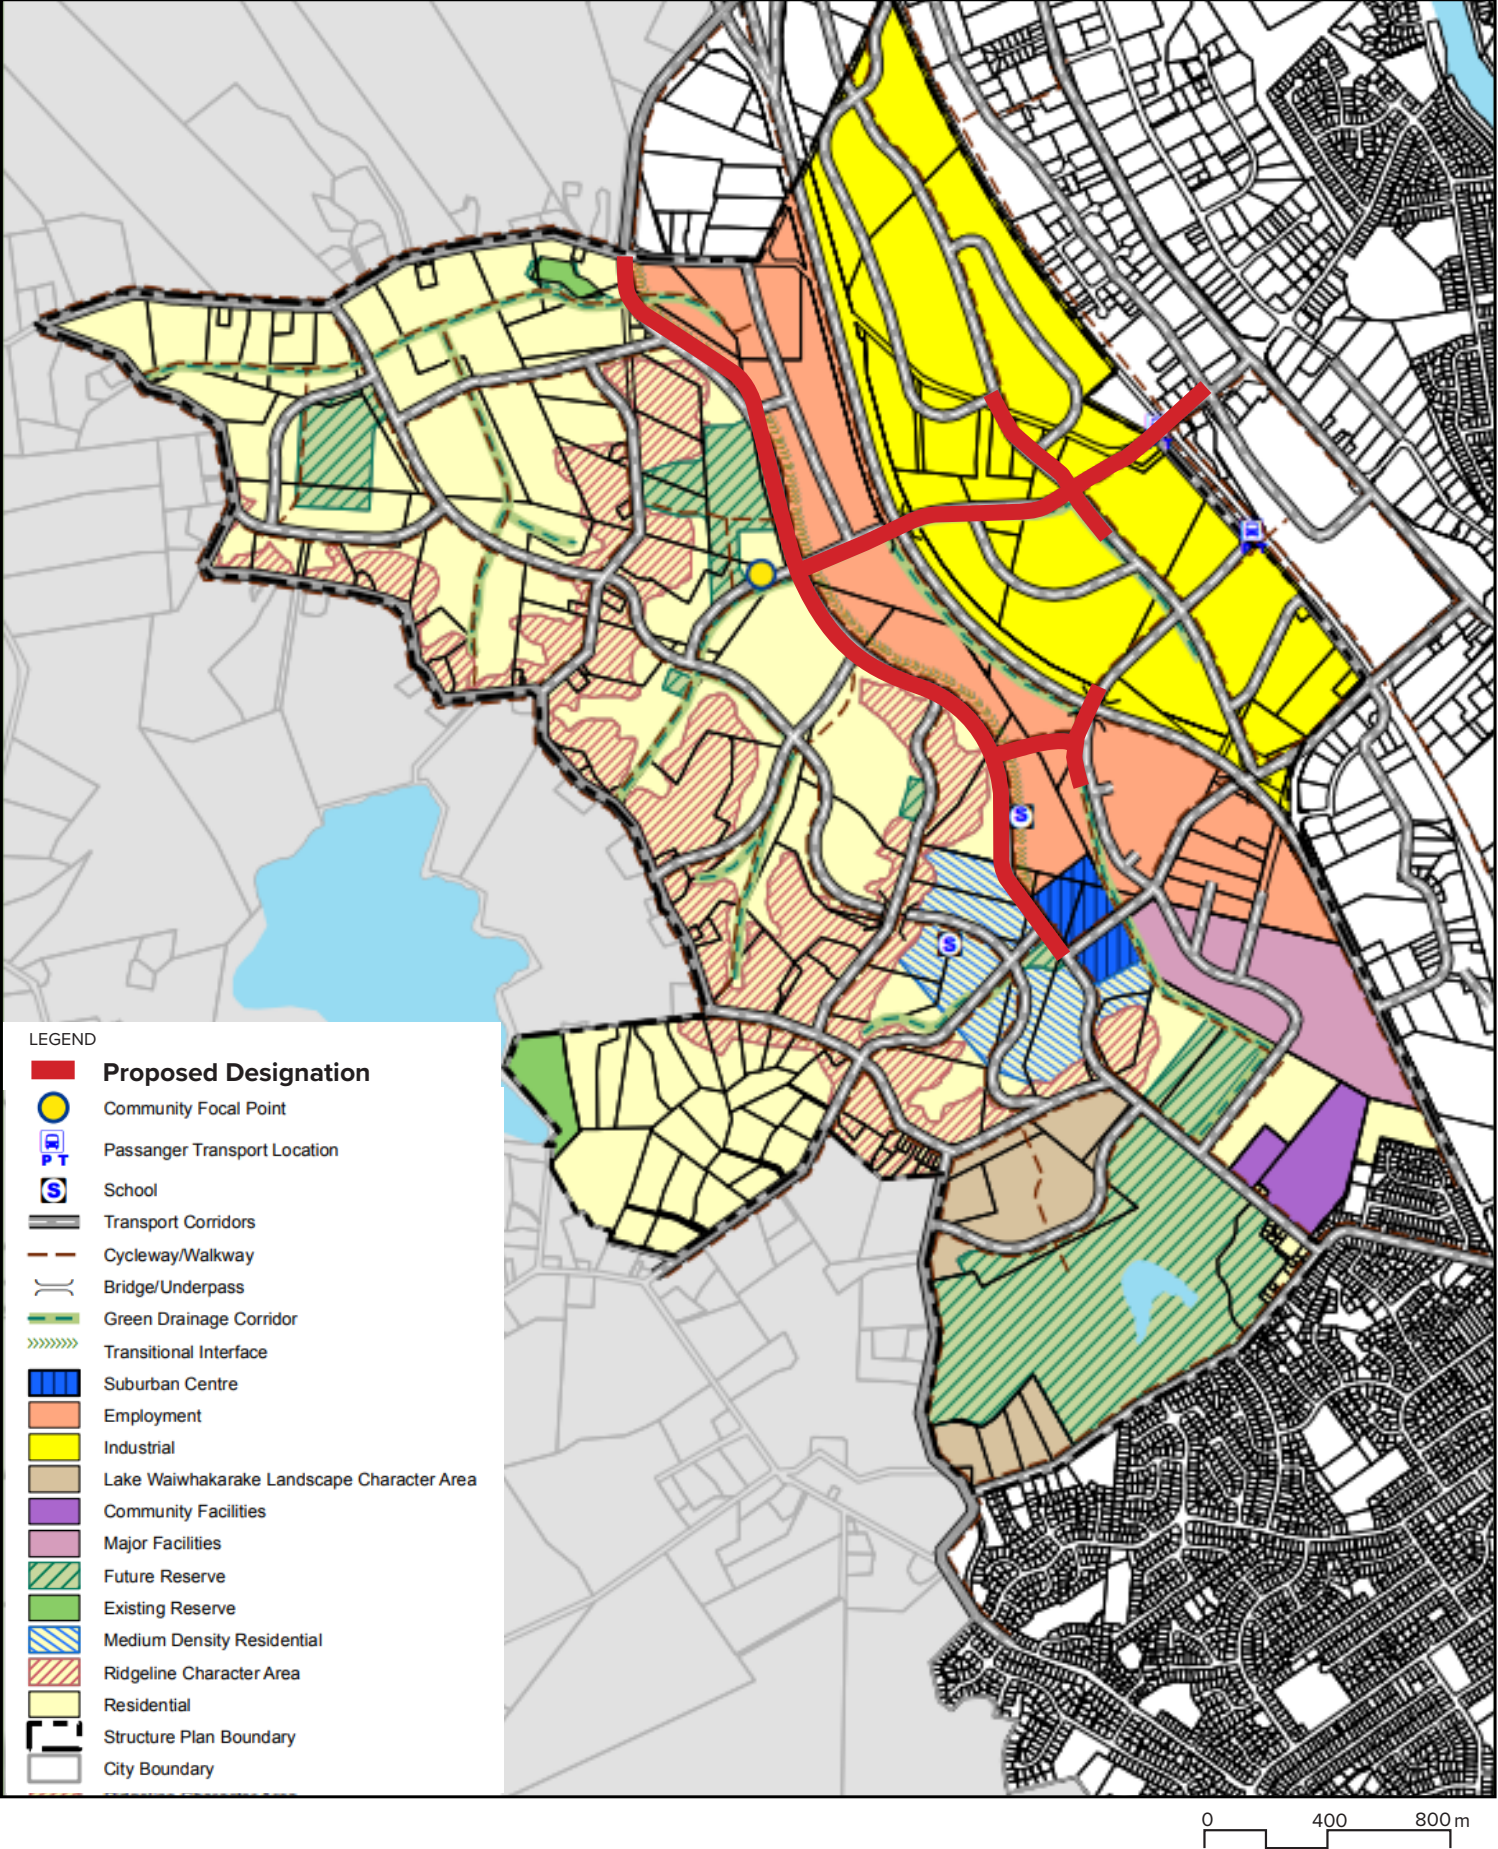 S
S
P T
LEGEND
Proposed Designation
Community Focal Point
P T
Passanger Transport Location
S
School
Transport Corridors
Cycleway/Walkway
Bridge/Underpass
Green Drainage Corridor
Transitional Interface
Suburban Centre
Employment
Industrial
Lake Waiwhakarake Landscape Character Area
Community Facilities
Major Facilities
Future Reserve
Existing Reserve
Medium Density Residential
Ridgeline Character Area
Residential
Structure Plan Boundary
City Boundary
0 400 800 m